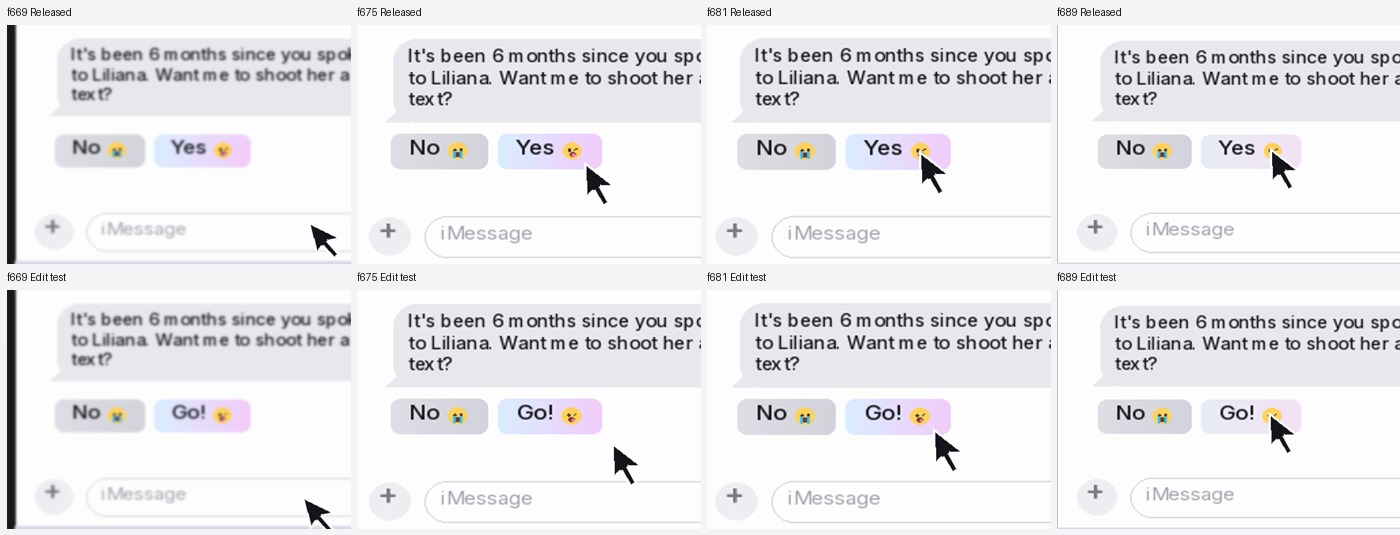 f669 Released
It's been 6 months since you spok
to Liliana. Want me to shoot her a
text?
No 😭 Yes 😘
+ iMessage
f675 Released
It's been 6 months since you spo
to Liliana. Want me to shoot her
text?
No 😭 Yes 😘
+ iMessage
f681 Released
It's been 6 months since you spo
to Liliana. Want me to shoot her
text?
No 😭 Yes
+ iMessage
f689 Released
It's been 6 months since you spo
to Liliana. Want me to shoot her a
text?
No 😭 Yes
+ iMessage
f669 Edit test
It's been 6 months since you spok
to Liliana. Want me to shoot her a
text?
No 😭 Go! 😘
+ iMessage
f675 Edit test
It's been 6 months since you spo
to Liliana. Want me to shoot her
text?
No 😭 Go! 😘
+ iMessage
f681 Edit test
It's been 6 months since you spo
to Liliana. Want me to shoot her
text?
No 😭 Go! 😘
+ iMessage
f689 Edit test
It's been 6 months since you spo
to Liliana. Want me to shoot her a
text?
No 😭 Go!
+ iMessage